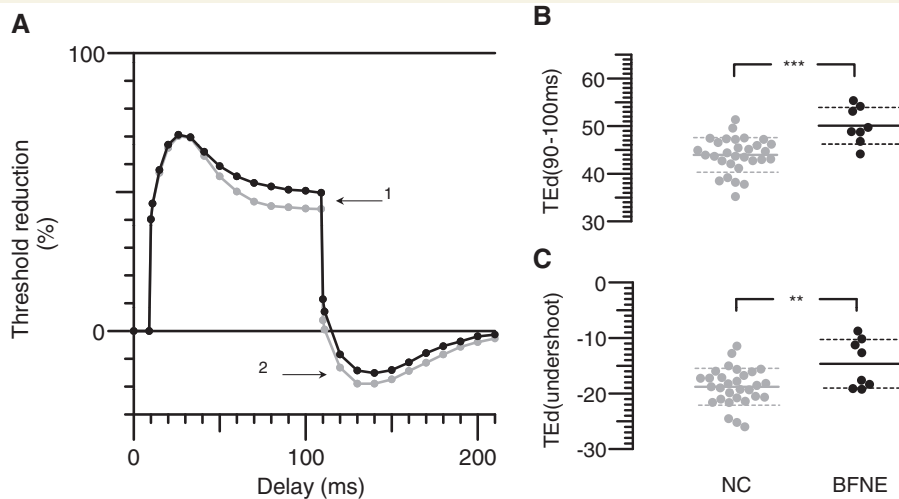 A
100
0
Threshold reduction
(%)
1
2
0
100
200
Delay (ms)
B
60
50
40
30
TEd(90-100ms)
***
C
0
-10
-20
-30
TEd(undershoot)
**
NC
BFNE